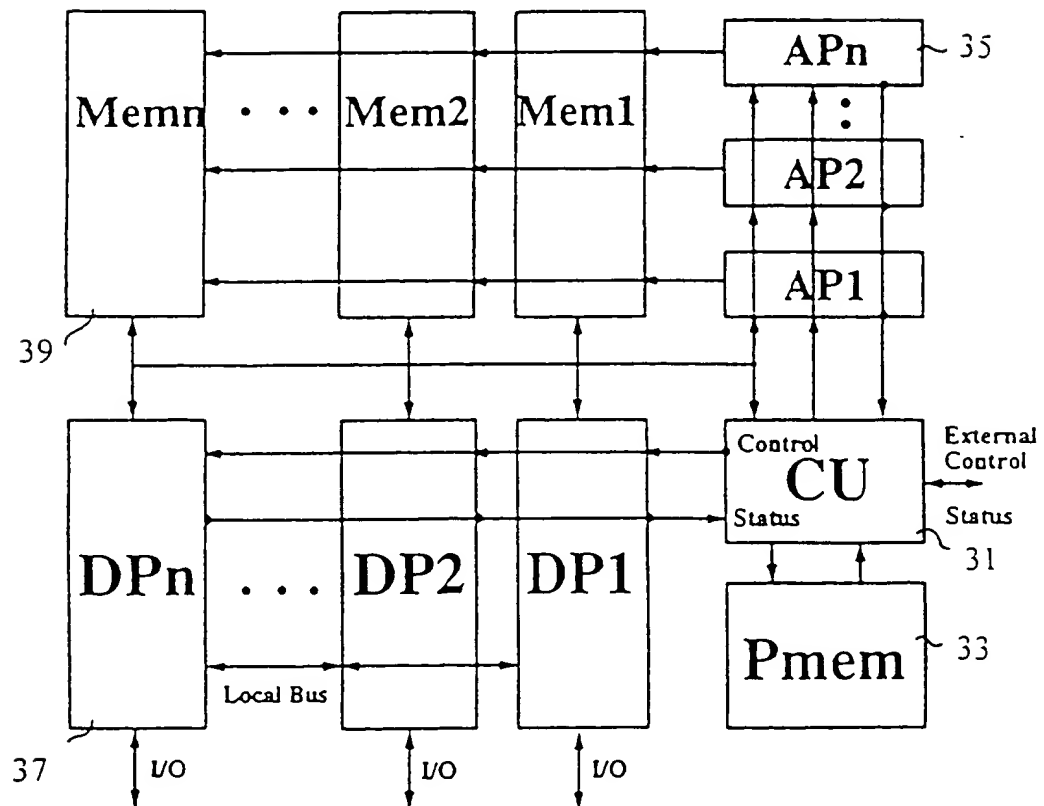 APn
35
Memn
. . .
Mem2
Mem1
AP2
AP1
39
Control
CU
External
Control
Status
Status
31
DPn
. . .
DP2
DP1
Pmem
33
Local Bus
37
I/O
I/O
I/O